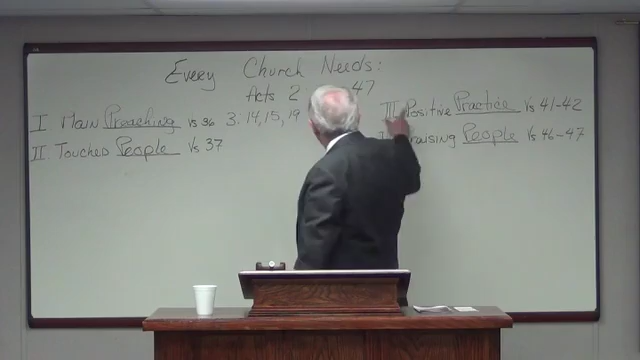 Every Church Needs:
Acts 2 47
I Main Preaching vs 36 3:14,15,19
II: Touched People Vs 37
III Positive Practice Vs 41-42
raising People Vs 46-47